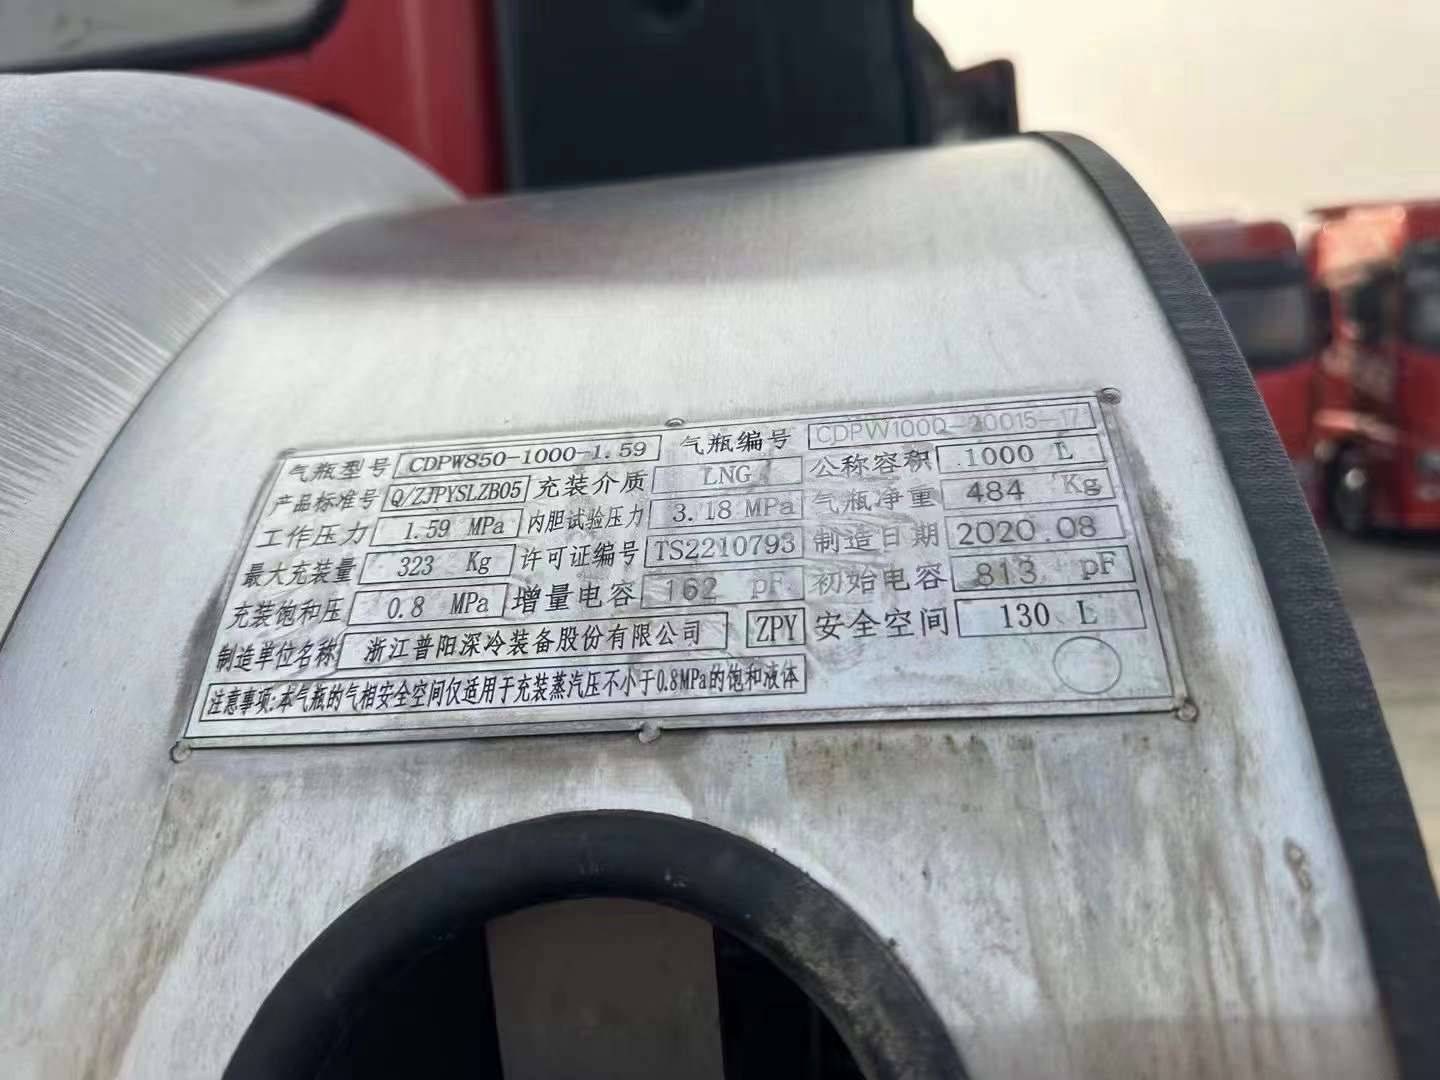 气瓶型号 CDPW850-1000-1.59 气瓶编号 CDPW1000-20015-171
产品标准号 Q/ZJPYSLZB05 充装介质 LNG 公称容积 1000 L
工作压力 1.59 MPa 内胆试验压力 3.18 MPa 气瓶净重 484 Kg
最大充装量 323 Kg 许可证编号 TS2210793 制造日期 2020.08
充装饱和压 0.8 MPa 增量电容 162 pF 初始电容 813 pF
制造单位名称 浙江普阳深冷装备股份有限公司 ZPY 安全空间 130 L
注意事项:本气瓶的气相安全空间仅适用于充装蒸汽压不小于0.8MPa的饱和液体